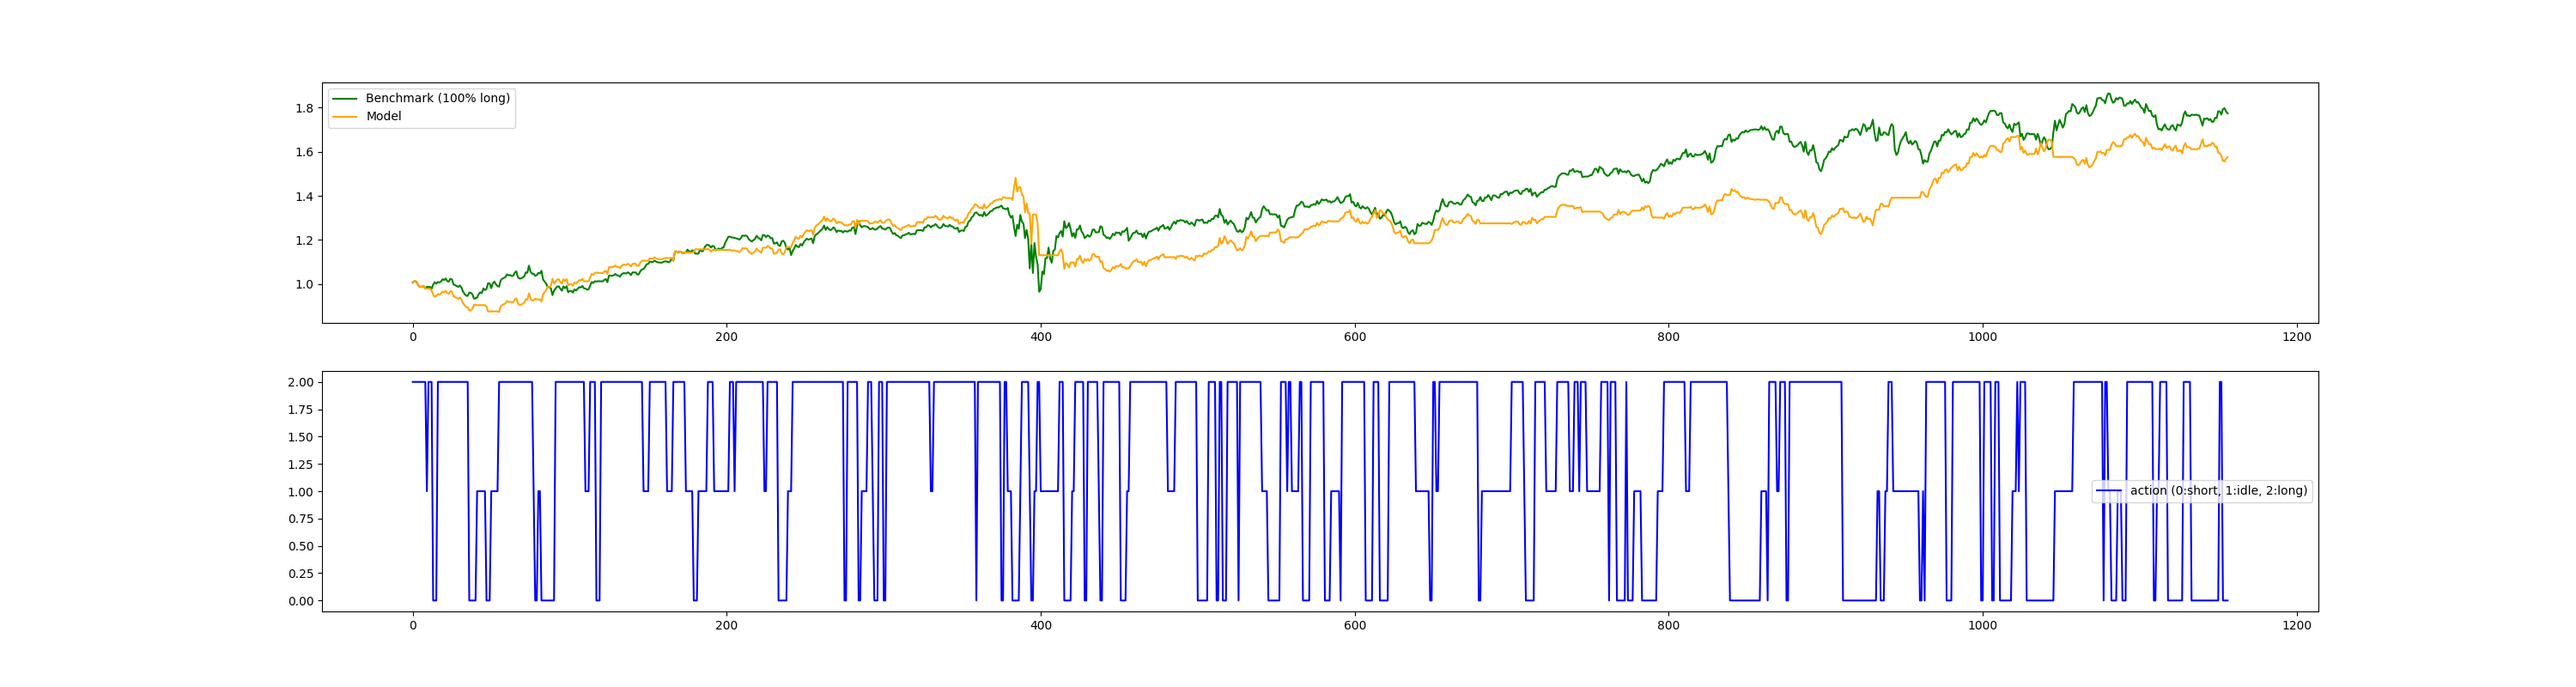 Benchmark (100% long)
Model
1.8
1.6
1.4
1.2
1.0
0 200 400 600 800 1000 1200
2.00
1.75
1.50
1.25
1.00
0.75
0.50
0.25
0.00
action (0:short, 1:idle, 2:long)
0 200 400 600 800 1000 1200